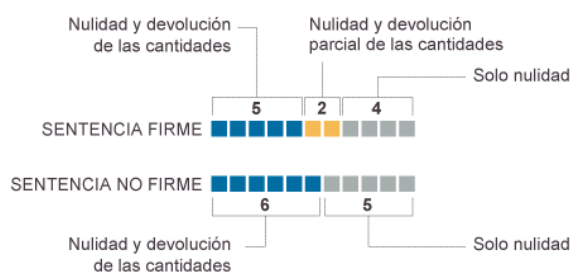 Nulidad y devolución
de las cantidades
Nulidad y devolución
parcial de las cantidades
Solo nulidad
5
2
4
SENTENCIA FIRME
SENTENCIA NO FIRME
6
5
Nulidad y devolución
de las cantidades
Solo nulidad